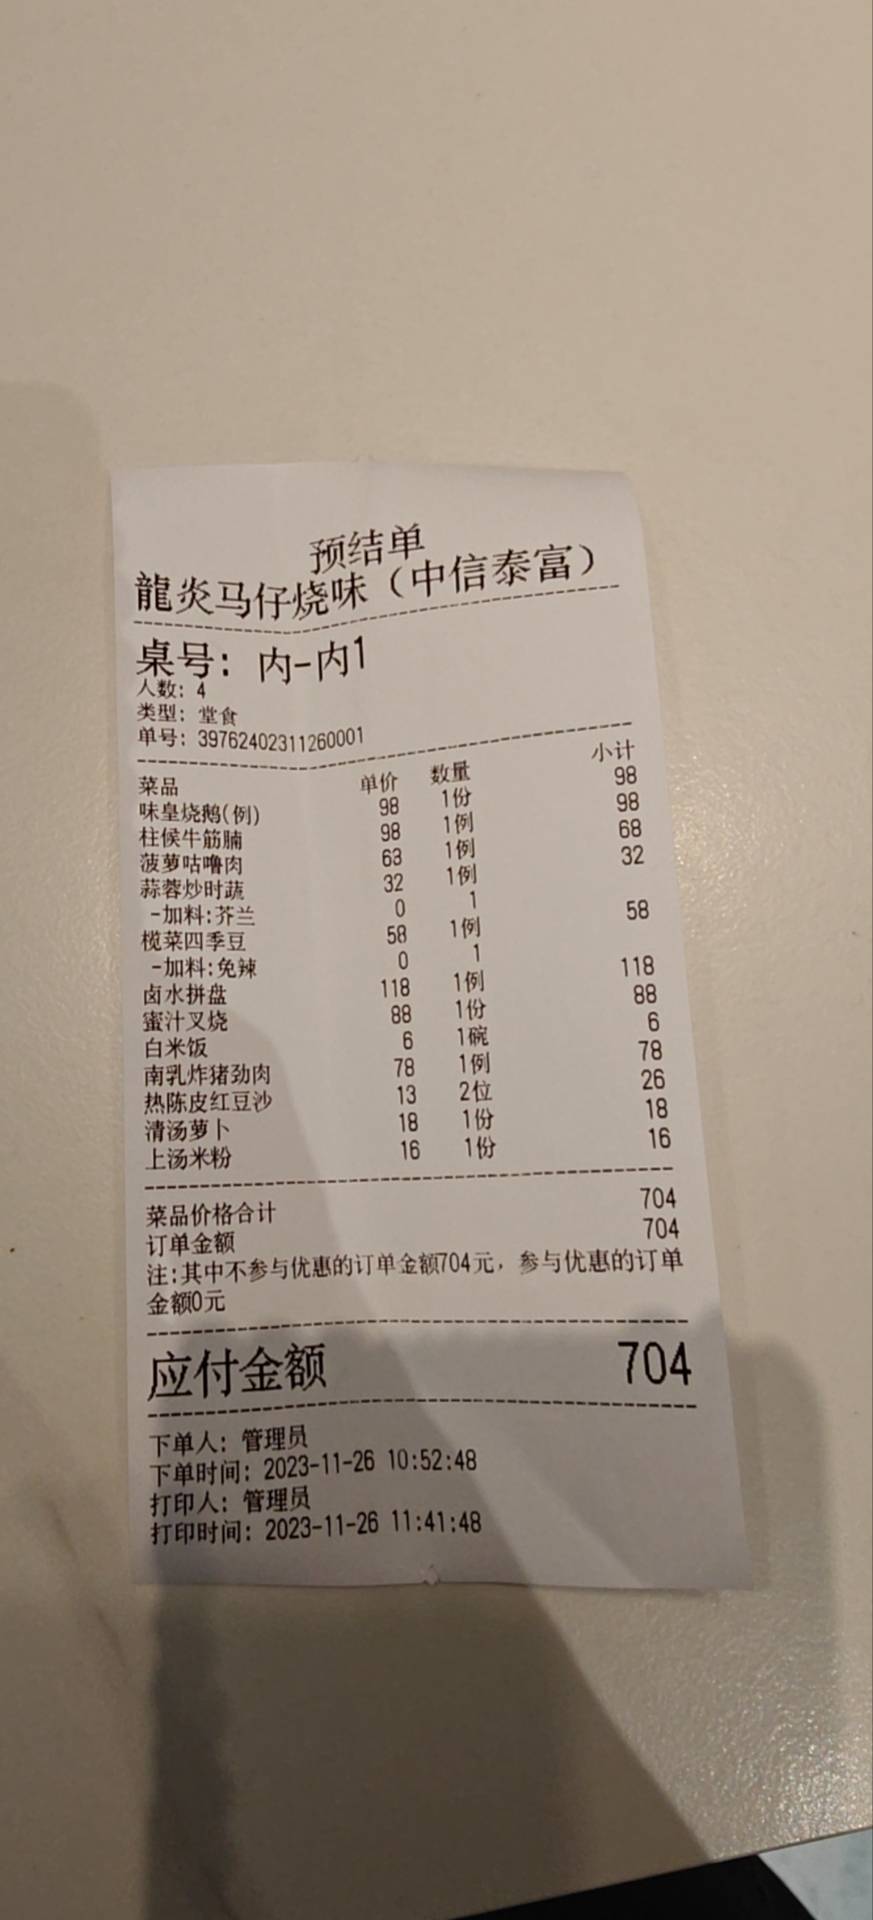 预结单
龍炎马仔烧味（中信泰富）
桌号：内-内1
人数：4
类型：堂食
单号：39762402311260001
菜品 单价 数量 小计
味皇烧鹅(例) 98 1份 98
柱候牛筋腩 98 1例 98
菠萝咕噜肉 68 1例 68
蒜蓉炒时蔬 32 1例 32
-加料:芥兰 0 1
榄菜四季豆 58 1例 58
-加料:免辣 0 1
卤水拼盘 118 1例 118
蜜汁叉烧 88 1份 88
白米饭 6 1碗 6
南乳炸猪劲肉 78 1例 78
热陈皮红豆沙 13 2位 26
清汤萝卜 18 1份 18
上汤米粉 16 1份 16
菜品价格合计 704
订单金额 704
注:其中不参与优惠的订单金额704元，参与优惠的订单
金额0元
应付金额 704
下单人：管理员
下单时间：2023-11-26 10:52:48
打印人：管理员
打印时间：2023-11-26 11:41:48